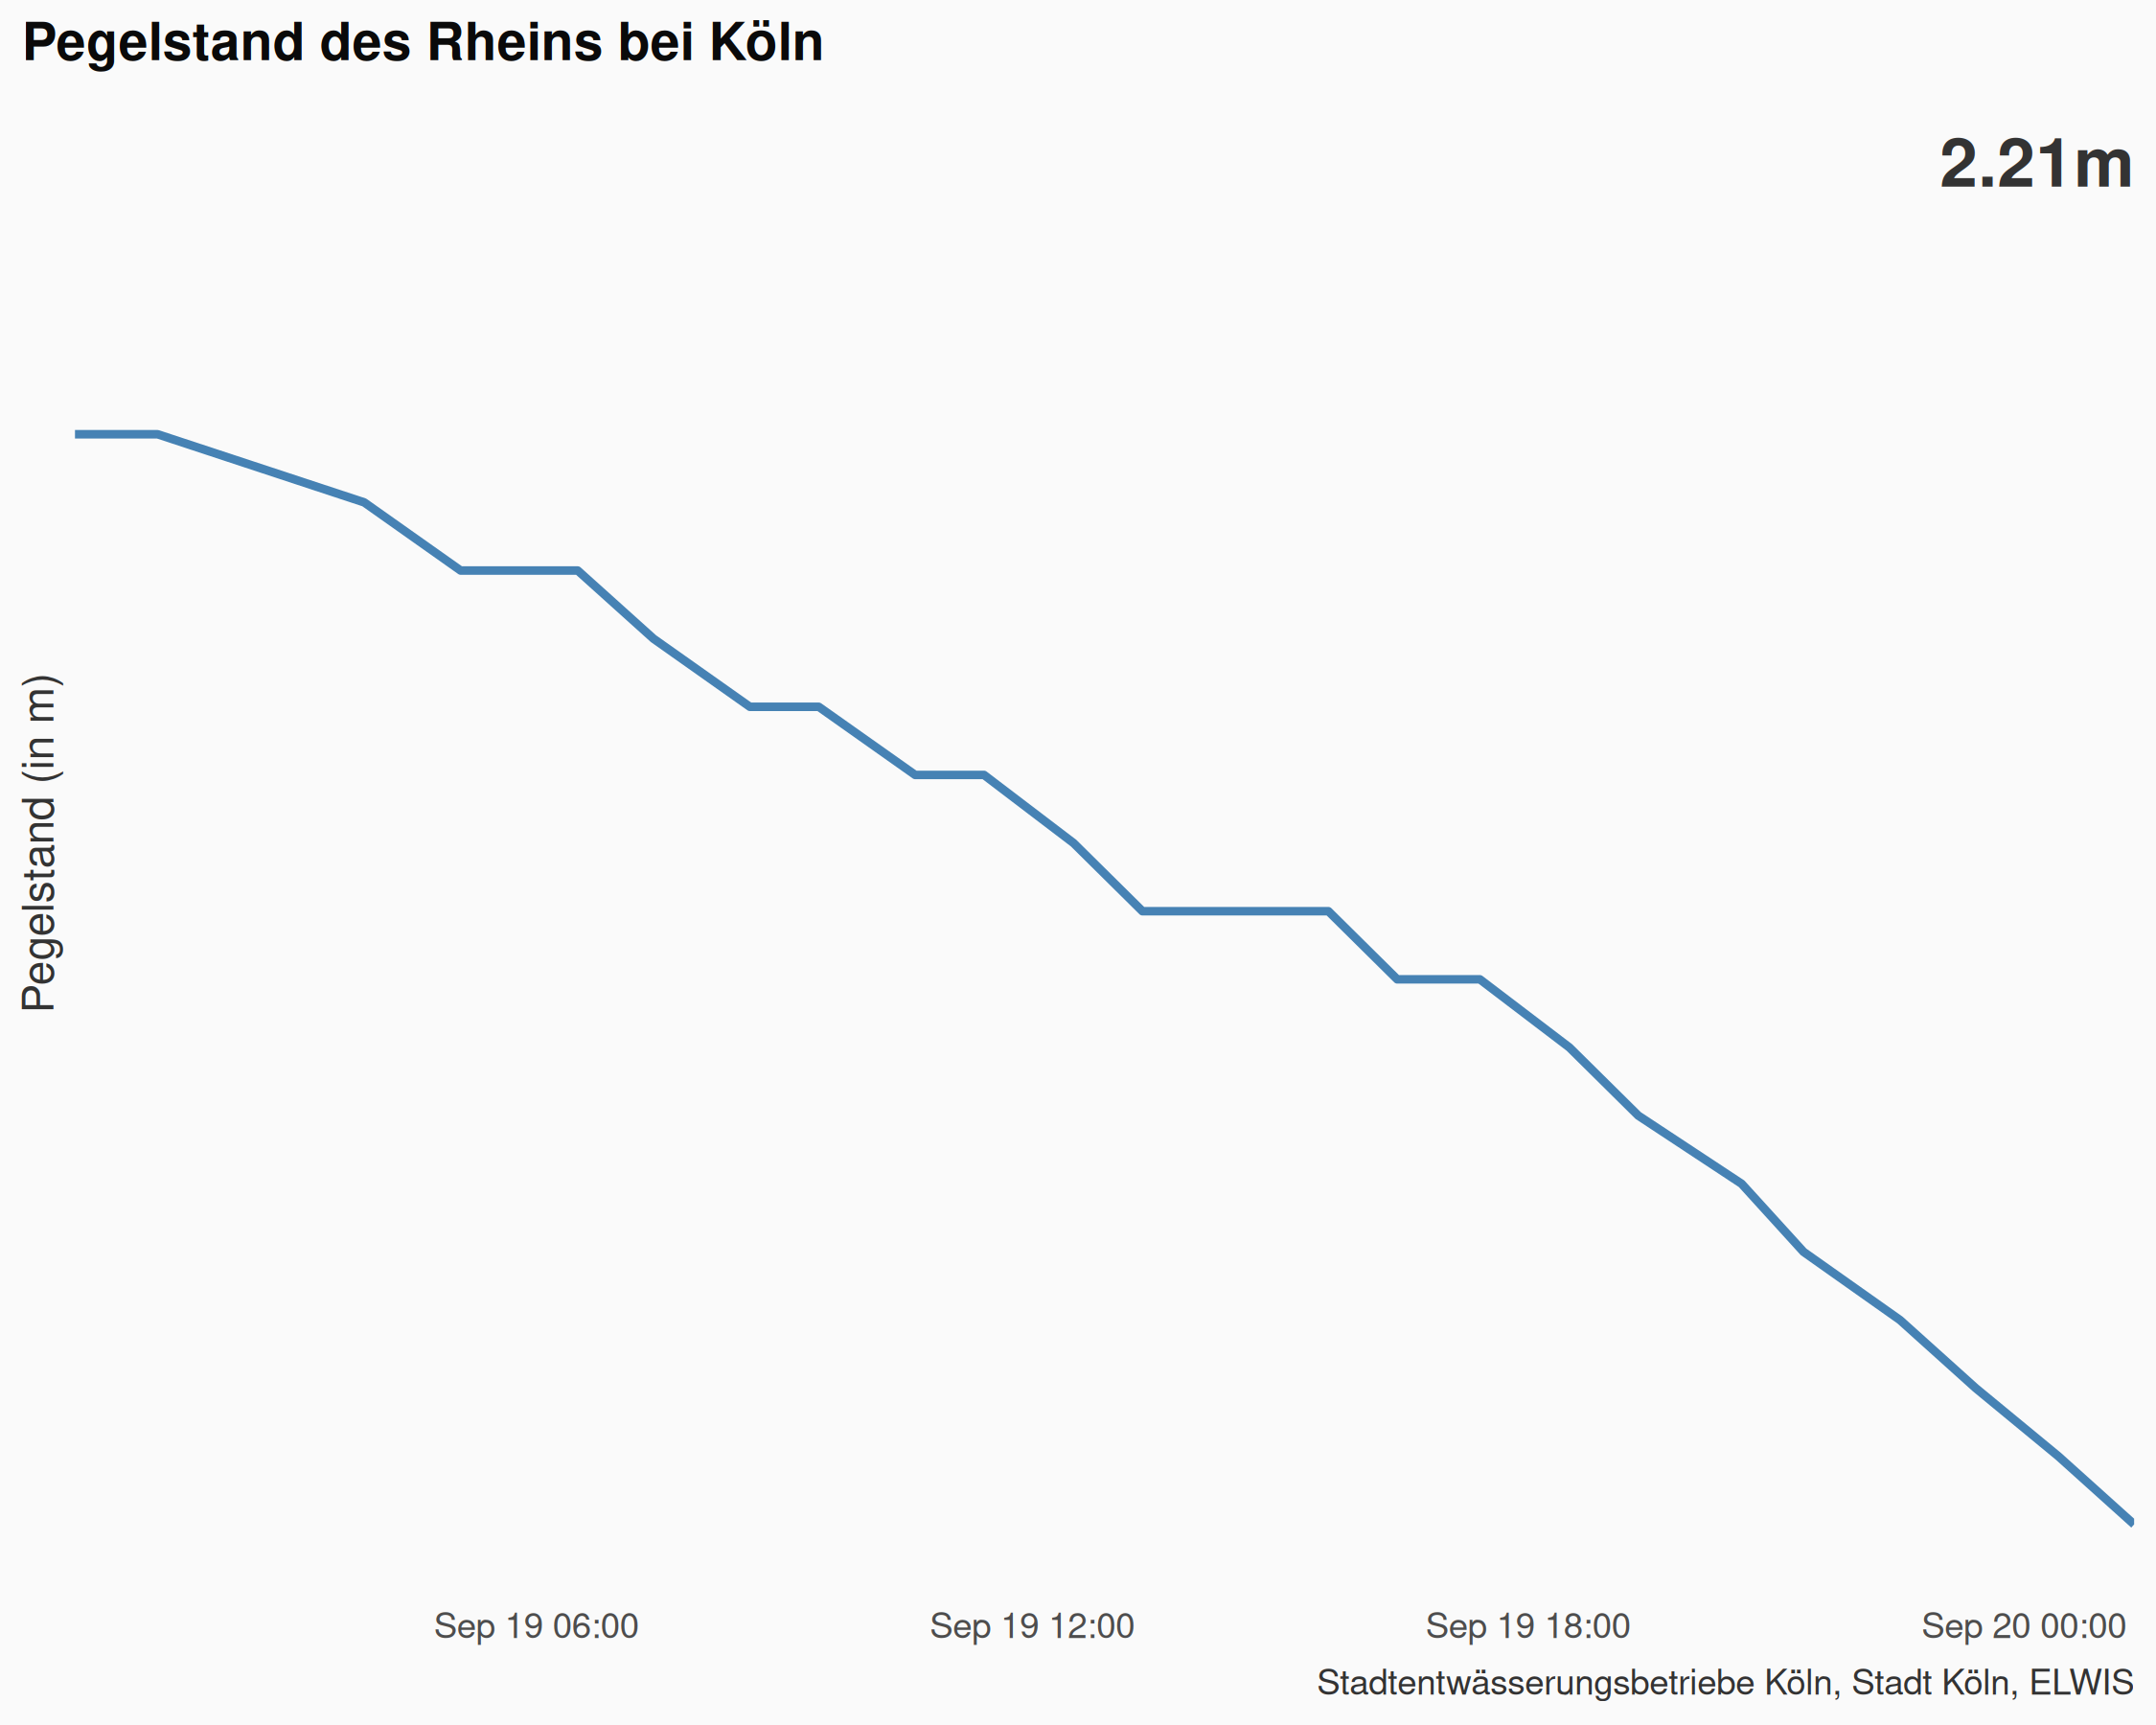 Pegelstand des Rheins bei Köln
2.21m
Pegelstand (in m)
Sep 19 06:00
Sep 19 12:00
Sep 19 18:00
Sep 20 00:00
Stadtentwässerungsbetriebe Köln, Stadt Köln, ELWIS